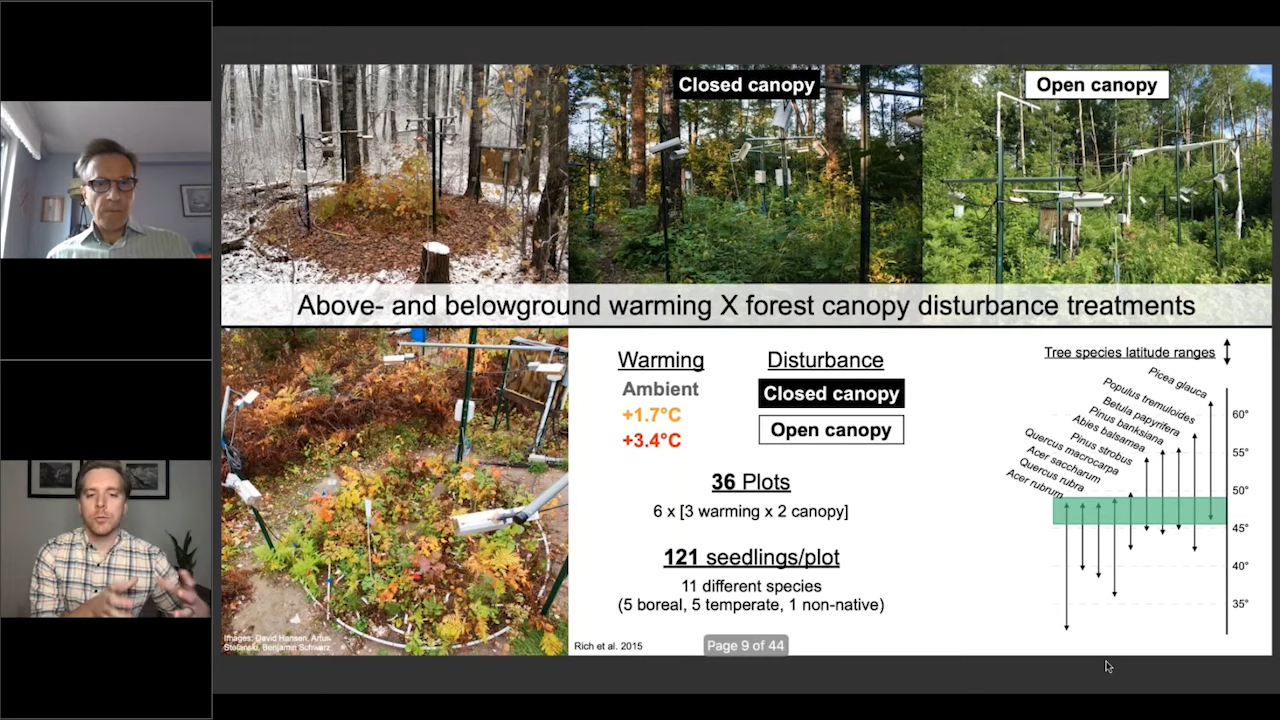 Closed canopy
Open canopy
Above- and belowground warming X forest canopy disturbance treatments
Images: David Hansen, Artur
Stefanski, Benjamin Schwarz
Warming
Ambient
+1.7°C
+3.4°C
Disturbance
Closed canopy
Open canopy
36 Plots
6 x [3 warming x 2 canopy]
121 seedlings/plot
11 different species
(5 boreal, 5 temperate, 1 non-native)
Rich et al. 2015
Page 9 of 44
Tree species latitude ranges
Picea glauca
Populus tremuloides
Betula papyrifera
Pinus banksiana
Abies balsamea
Pinus strobus
Quercus macrocarpa
Acer saccharum
Quercus rubra
Acer rubrum
60°
55°
50°
45°
40°
35°